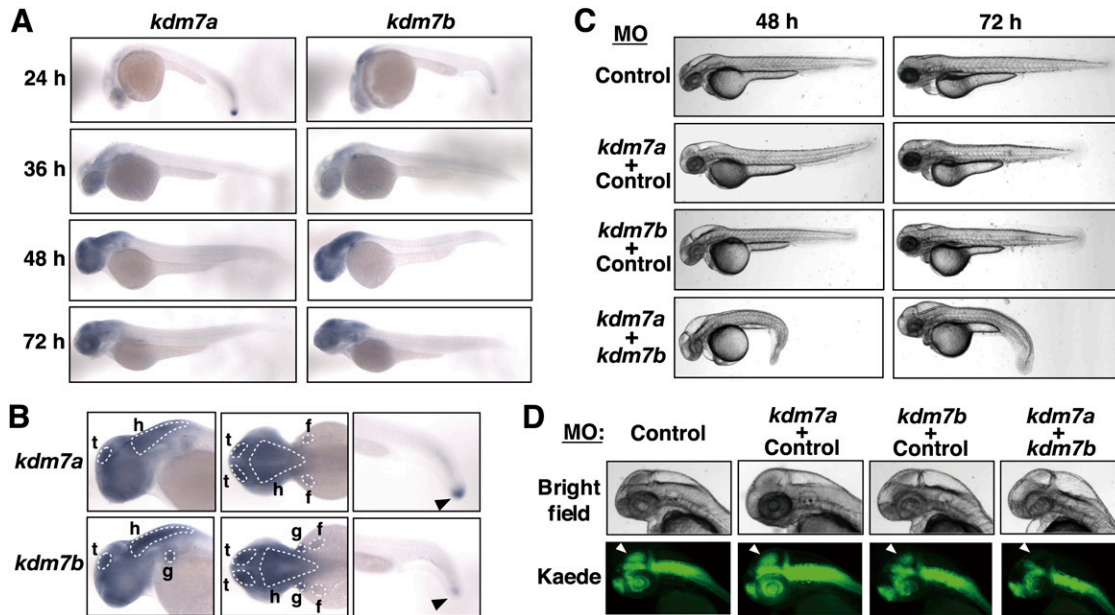 A
kdm7a kdm7b
24 h
36 h
48 h
72 h
B
kdm7a
t h
t h f f
kdm7b
t h g
t t h g g f f
C
MO 48 h 72 h
Control
kdm7a
+
Control
kdm7b
+
Control
kdm7a
+
kdm7b
D
MO: Control kdm7a + Control kdm7b + Control kdm7a + kdm7b
Bright
field
Kaede